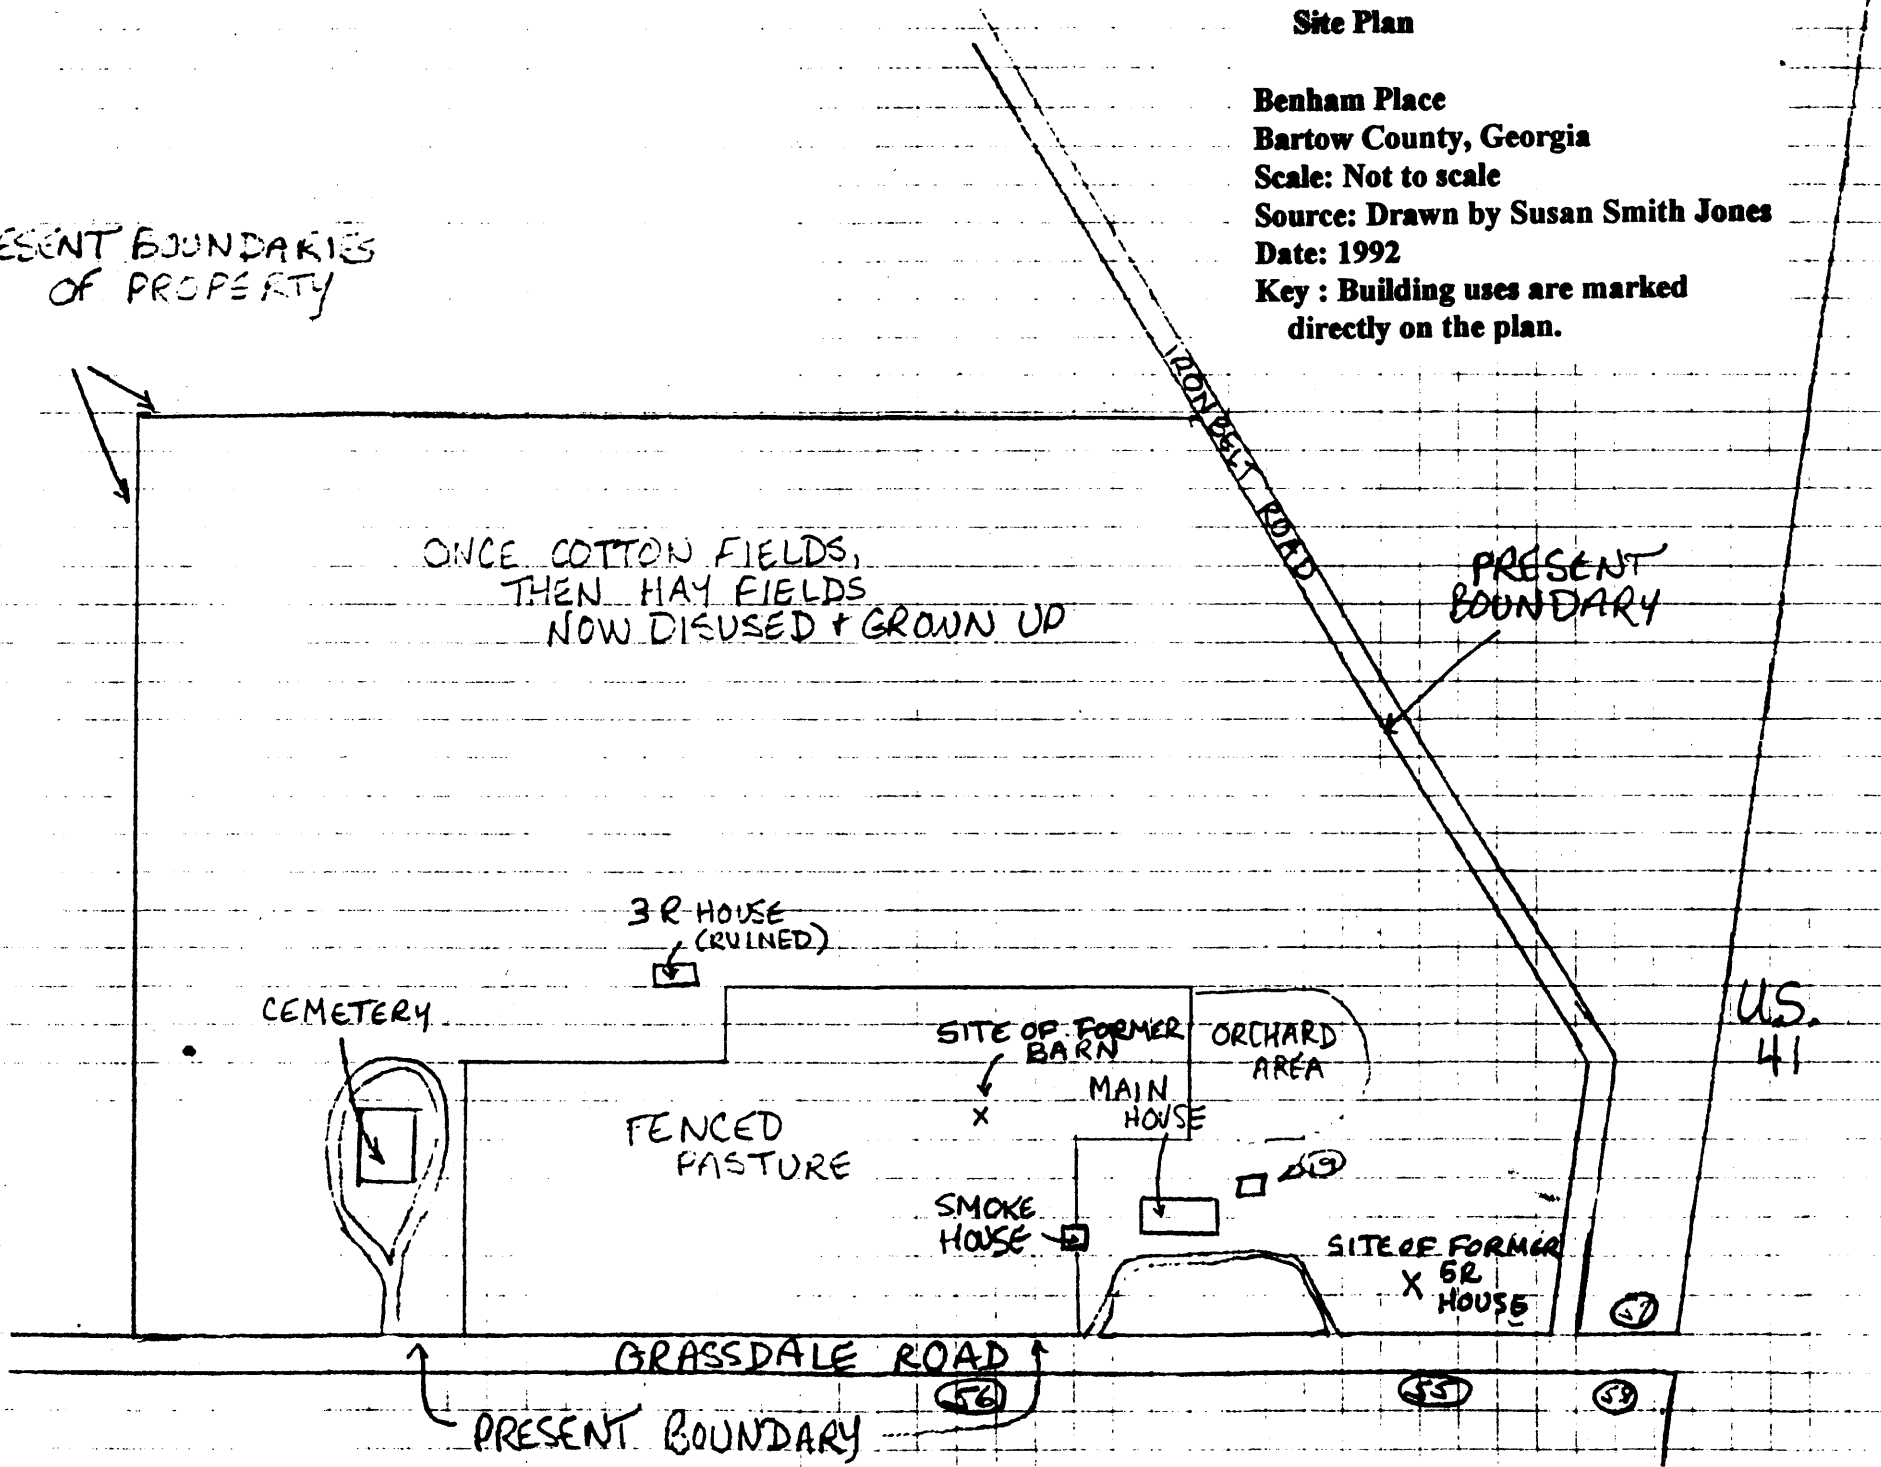 Site Plan
Benham Place
Bartow County, Georgia
Scale: Not to scale
Source: Drawn by Susan Smith Jones
Date: 1992
Key : Building uses are marked
directly on the plan.
ESENT BOUNDARIES
OF PROPERTY
IRON BELT ROAD
ONCE COTTON FIELDS,
THEN HAY FIELDS
NOW DISUSED + GROWN UP
PRESENT
BOUNDARY
3 R HOUSE
(RUINED)
CEMETERY
SITE OF FORMER
BARN
X
ORCHARD
AREA
U.S.
41
MAIN
HOUSE
FENCED
PASTURE
SMOKE
HOUSE
SITE OF FORMER
X
HOUSE
GRASSDALE ROAD
56
55
PRESENT BOUNDARY